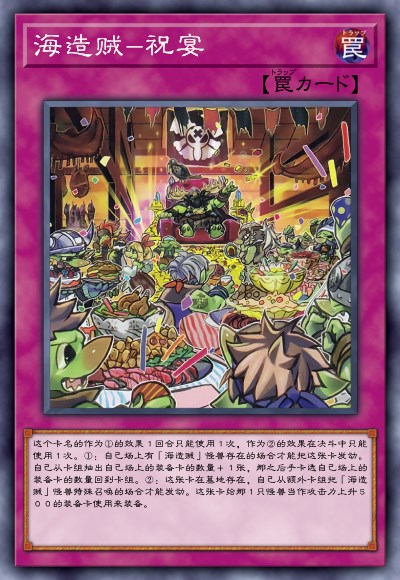 海造贼-祝宴
トラップ
罠
トラップ
【罠カード】
这个卡名的作为①的效果1回合只能使用1次，作为②的效果在决斗中只能
使用1次。①：自己场上有「海造贼」怪兽存在的场合才能把这张卡发动。
自己从卡组抽出自己场上的装备卡的数量+1张，那之后手卡选自己场上的
装备卡的数量回到卡组。②：这张卡在墓地存在，自己从额外卡组把「海造
贼」怪兽特殊召唤的场合才能发动。这张卡给那1只怪兽当作攻击力上升5
00的装备卡使用来装备。